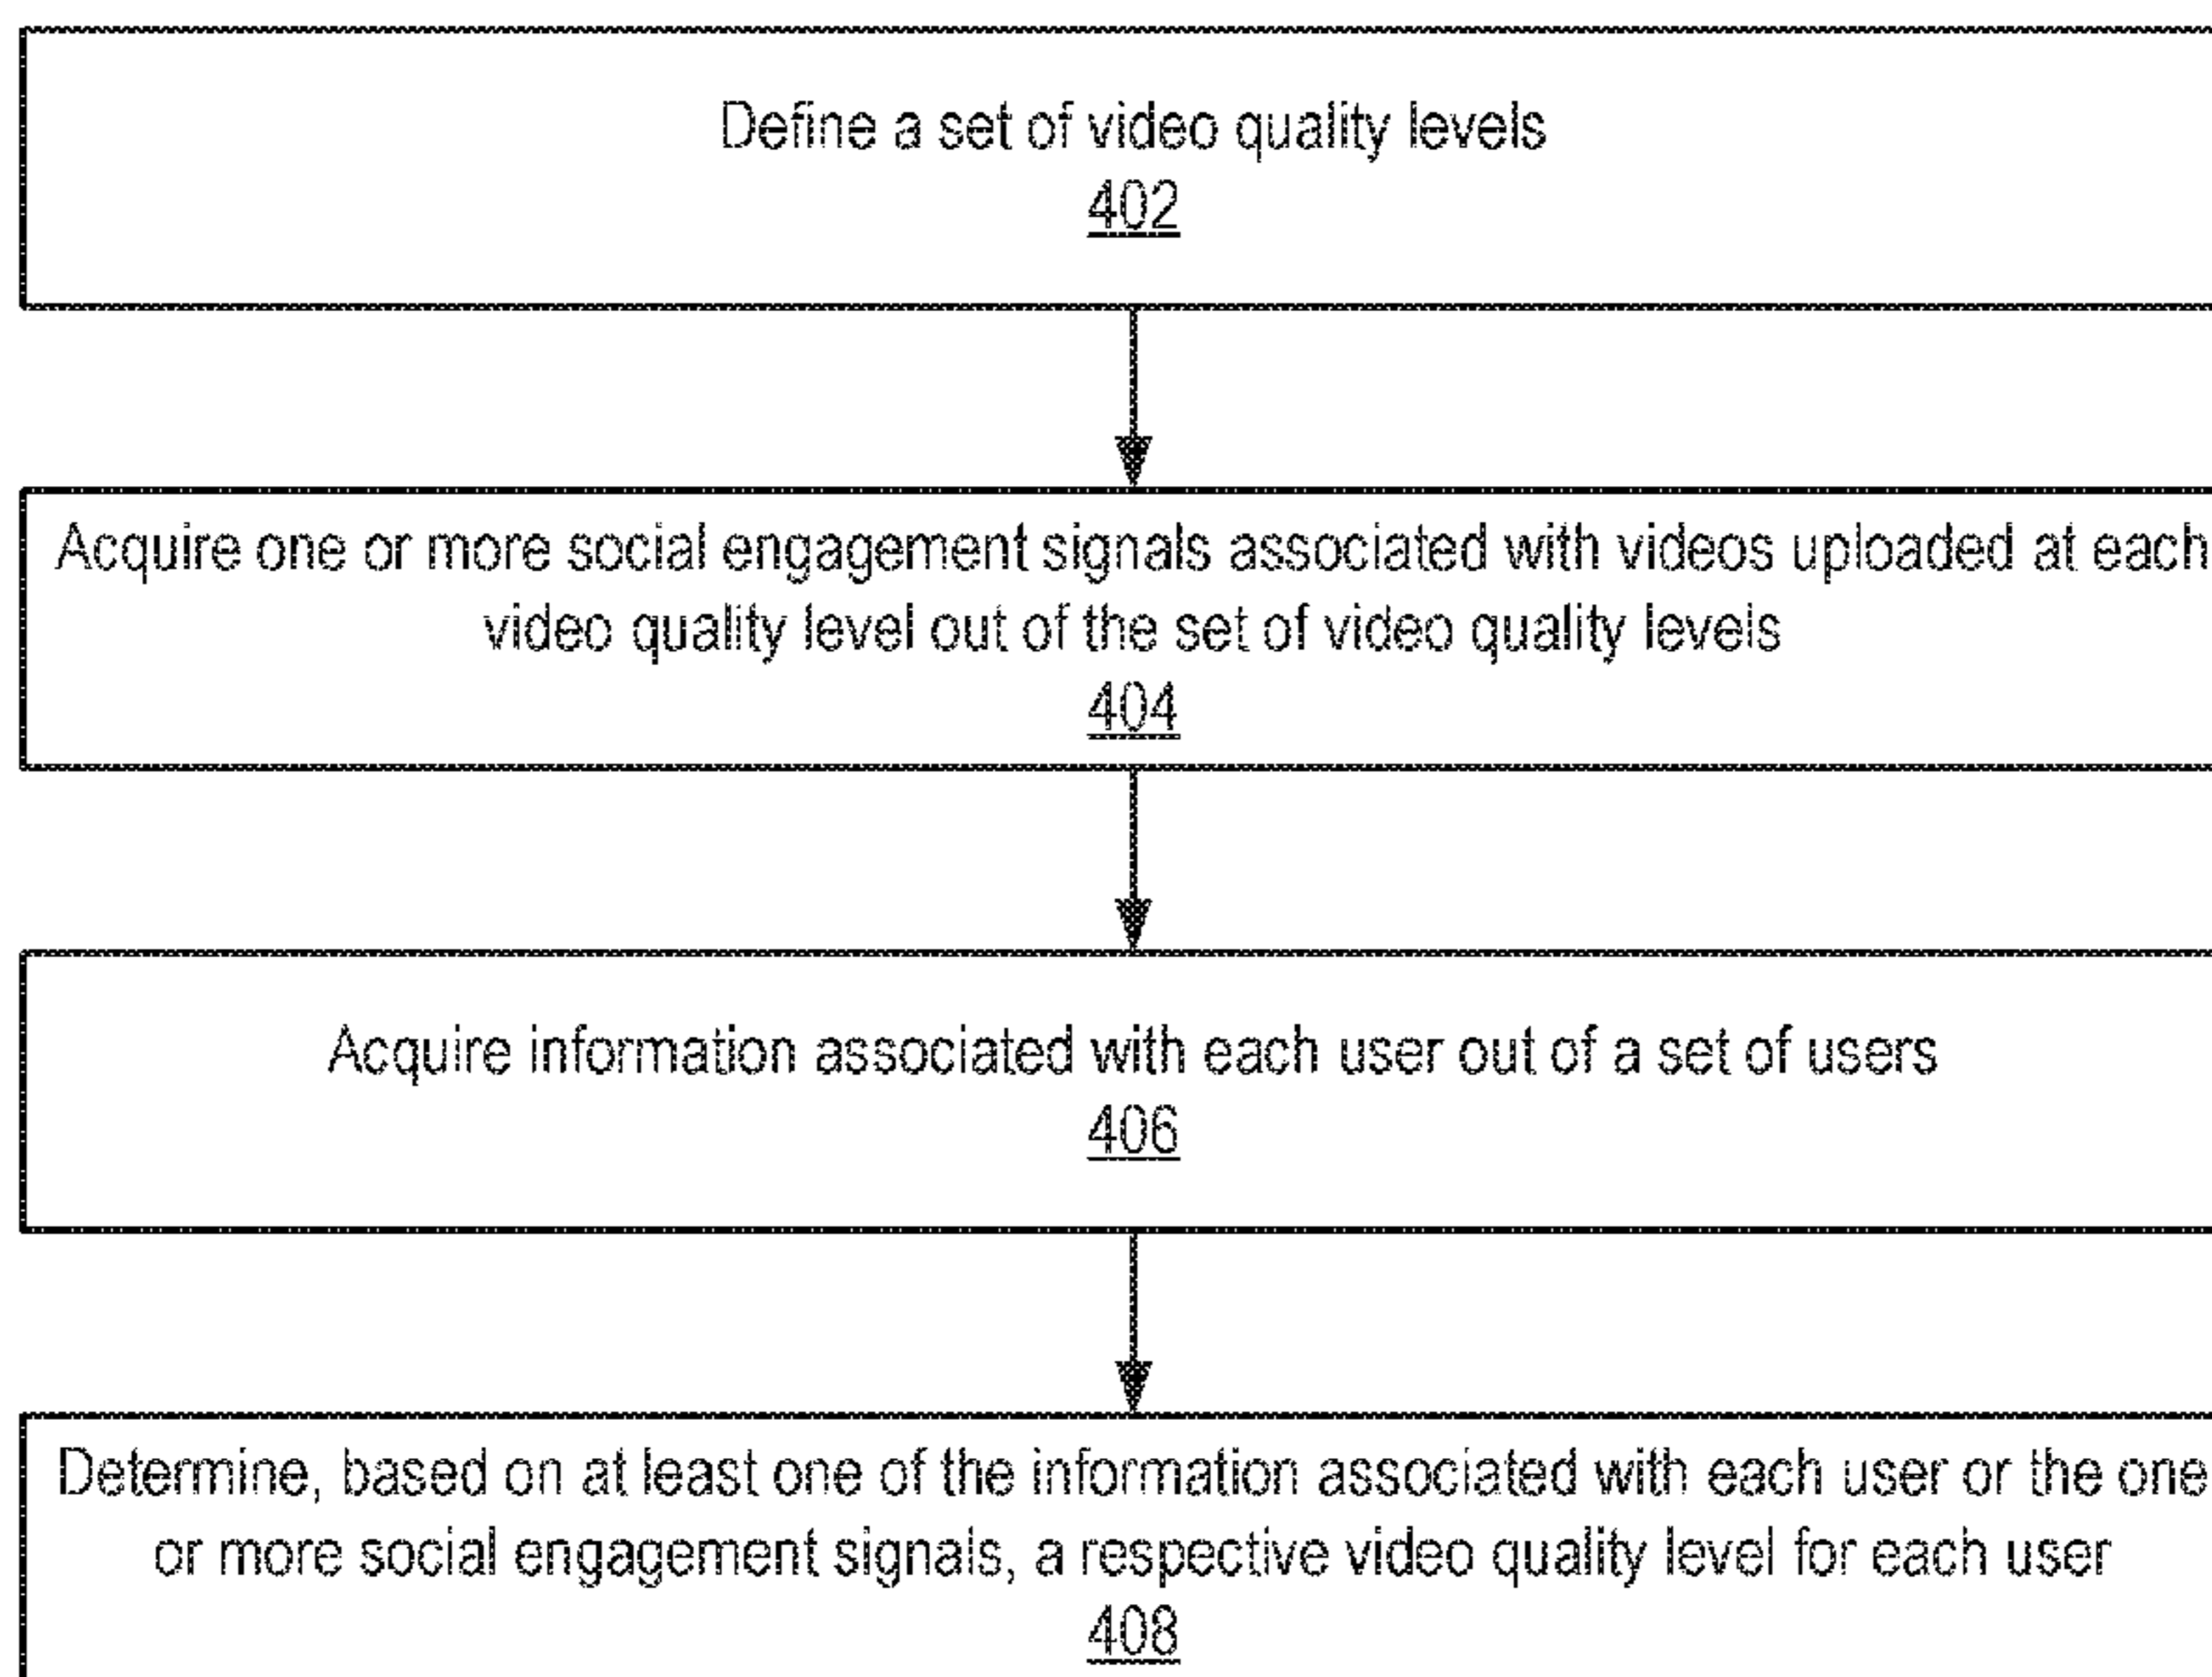 Define a set of video quality levels
402
Acquire one or more social engagement signals associated with videos uploaded at each
video quality level out of the set of video quality levels
404
Acquire information associated with each user out of a set of users
406
Determine, based on at least one of the information associated with each user or the one
or more social engagement signals, a respective video quality level for each user
408